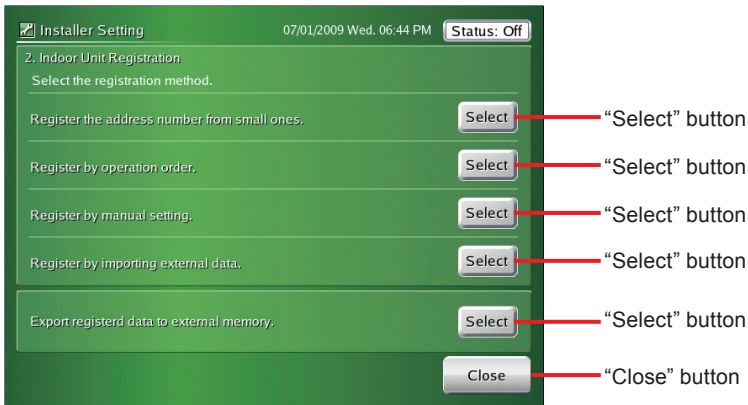 Installer Setting 07/01/2009 Wed. 06:44 PM Status: Off
2. Indoor Unit Registration
Select the registration method.
Register the address number from small ones. Select “Select” button
Register by operation order. Select “Select” button
Register by manual setting. Select “Select” button
Register by importing external data. Select “Select” button
Export registerd data to external memory. Select “Select” button
Close “Close” button